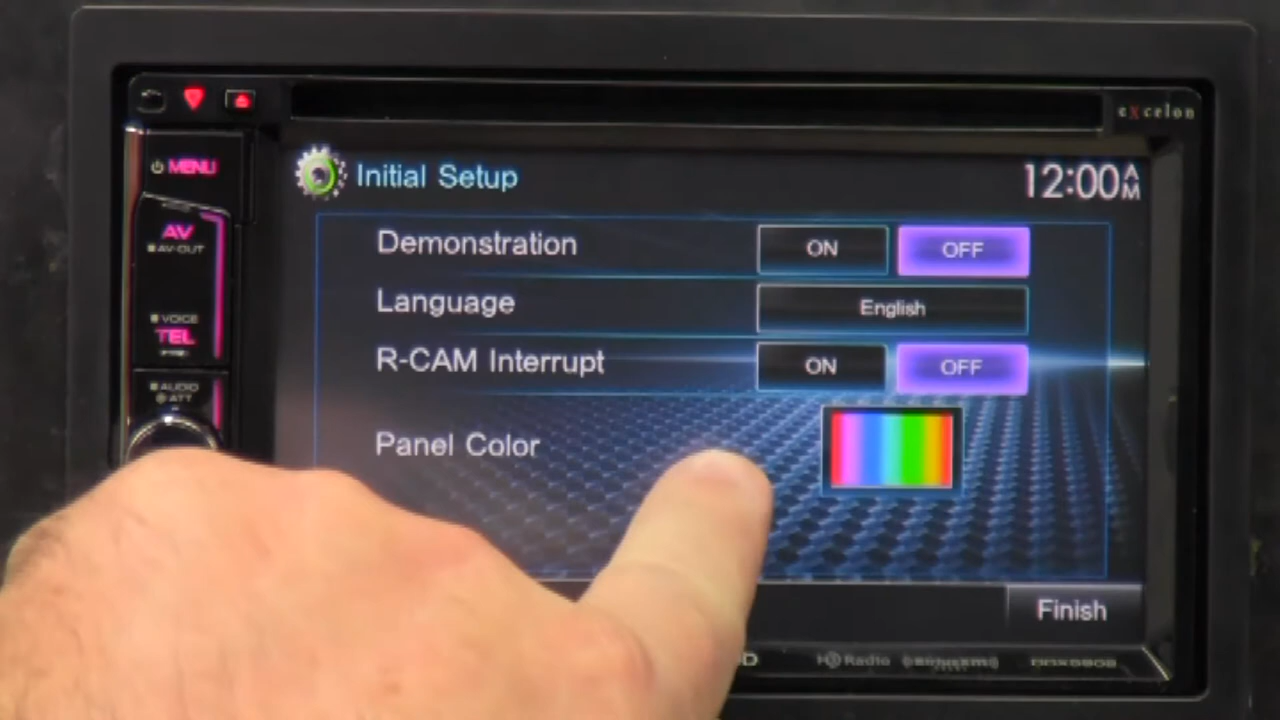 excelon
MENU
Initial Setup
12:00 AM
AV
AV-OUT
Demonstration
ON
OFF
Language
English
VOICE
TEL
R-CAM Interrupt
ON
OFF
AUDIO
ATT
Panel Color
Finish
HD Radio